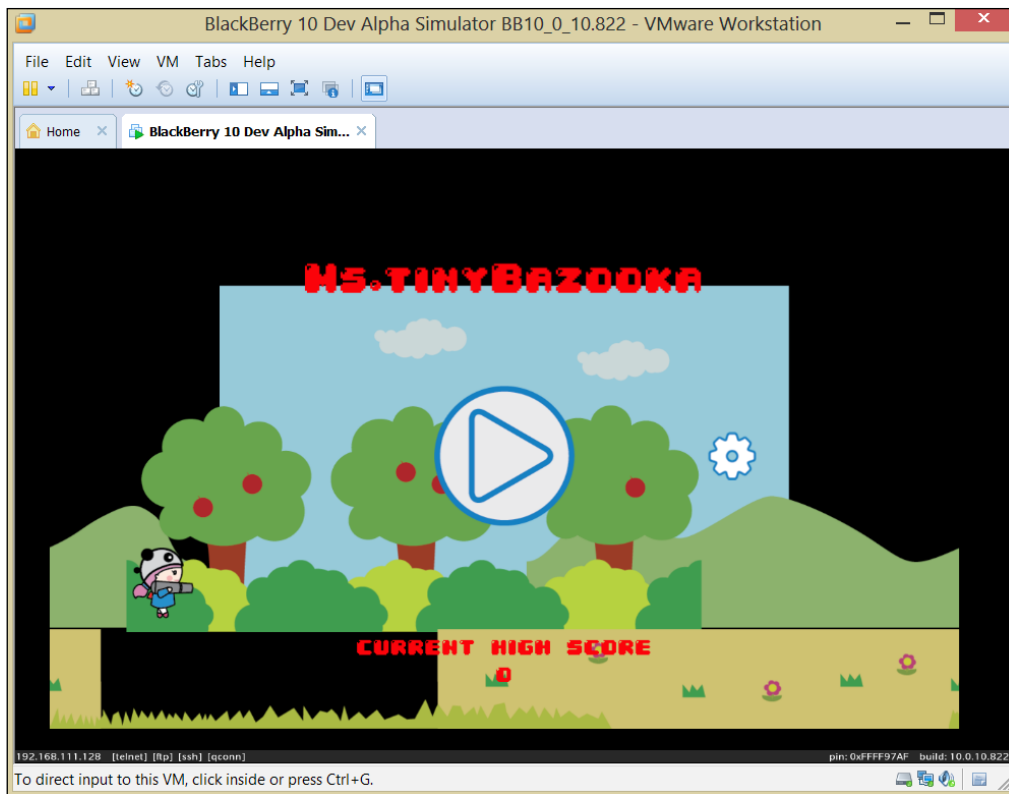 BlackBerry 10 Dev Alpha Simulator BB10_0_10.822 - VMware Workstation
File Edit View VM Tabs Help
Home BlackBerry 10 Dev Alpha Sim...
Ms.tinyBazooka
CURRENT HIGH SCORE
0
192.168.111.128 [telnet] [ftp] [ssh] [qconn] pin: 0xFFFF97AF build: 10.0.10.822
To direct input to this VM, click inside or press Ctrl+G.